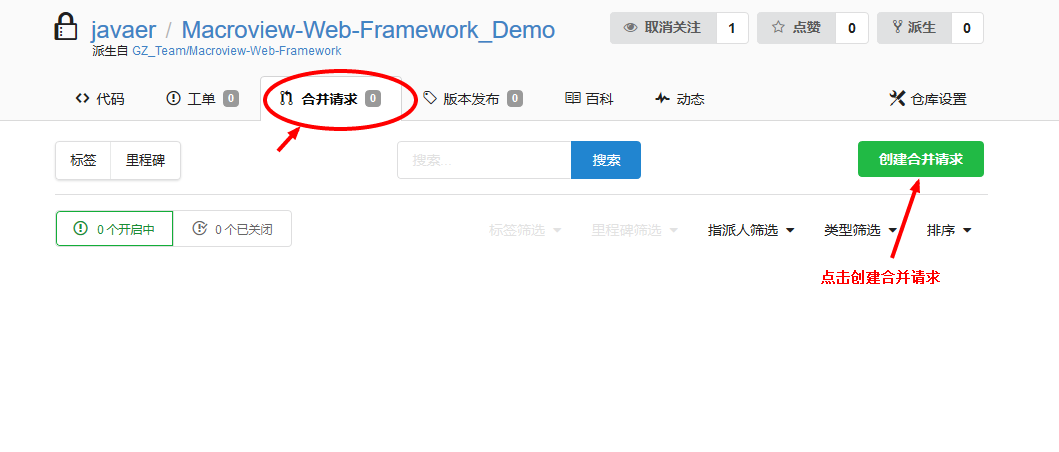 javaer / Macroview-Web-Framework_Demo
派生自 GZ_Team/Macroview-Web-Framework
取消关注 1 点赞 0 派生 0
代码 工单 0 合并请求 0 版本发布 0 百科 动态 仓库设置
标签 里程碑 搜索... 搜索 创建合并请求
0 个开启中 0 个已关闭 标签筛选 里程碑筛选 指派人筛选 类型筛选 排序
点击创建合并请求